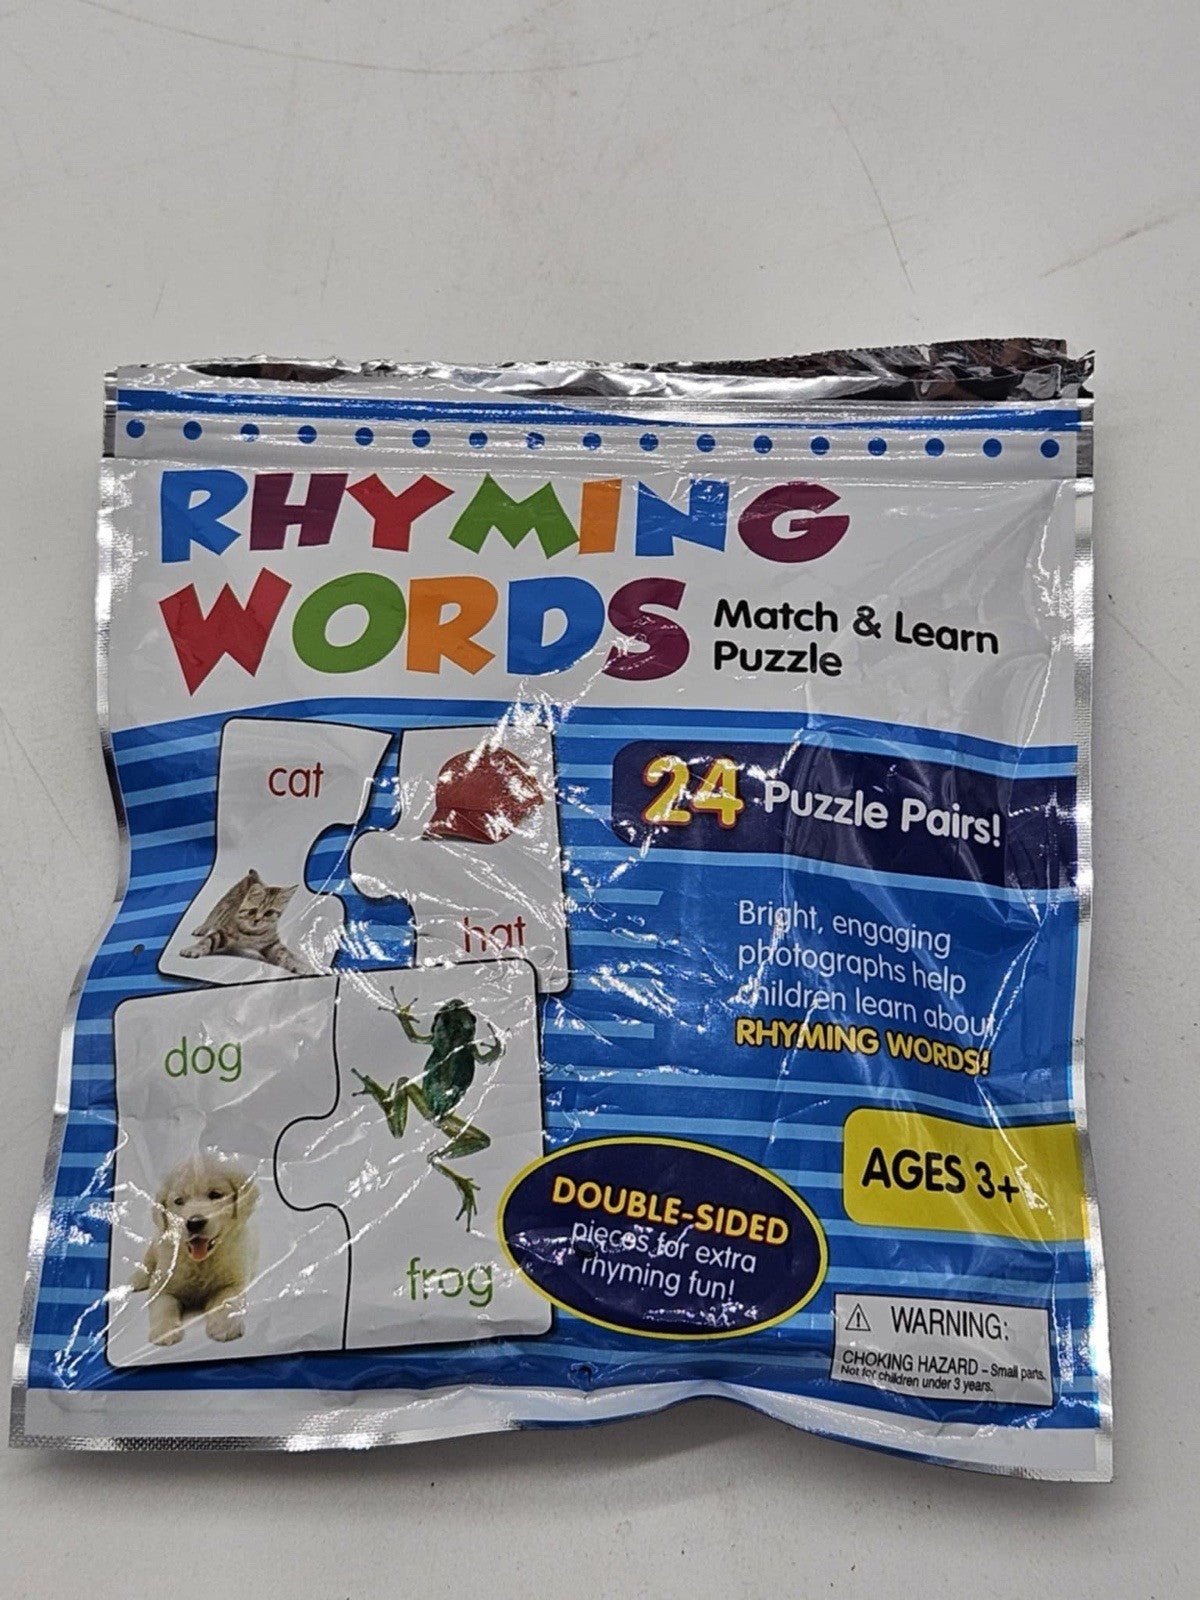 RHYMING
WORDS
Match & Learn
Puzzle
cat
hat
24 Puzzle Pairs!
Bright, engaging
photographs help
children learn about
RHYMING WORDS!
dog
frog
AGES 3+
DOUBLE-SIDED
pieces for extra
rhyming fun!
⚠ WARNING:
CHOKING HAZARD – Small parts.
Not for children under 3 years.